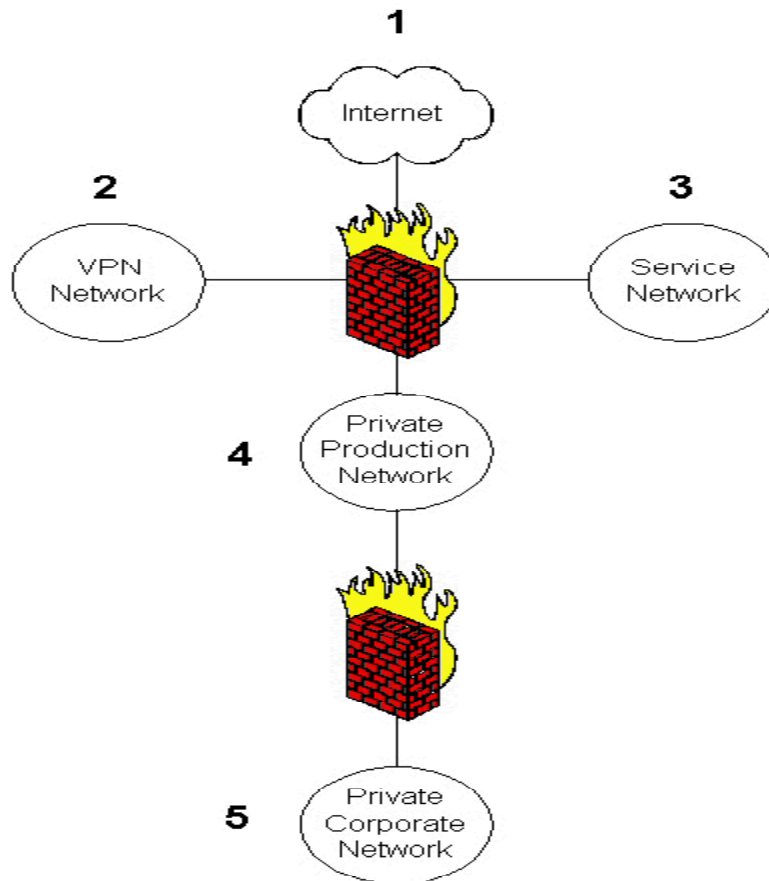 1
Internet
2
VPN
Network
3
Service
Network
4
Private
Production
Network
5
Private
Corporate
Network